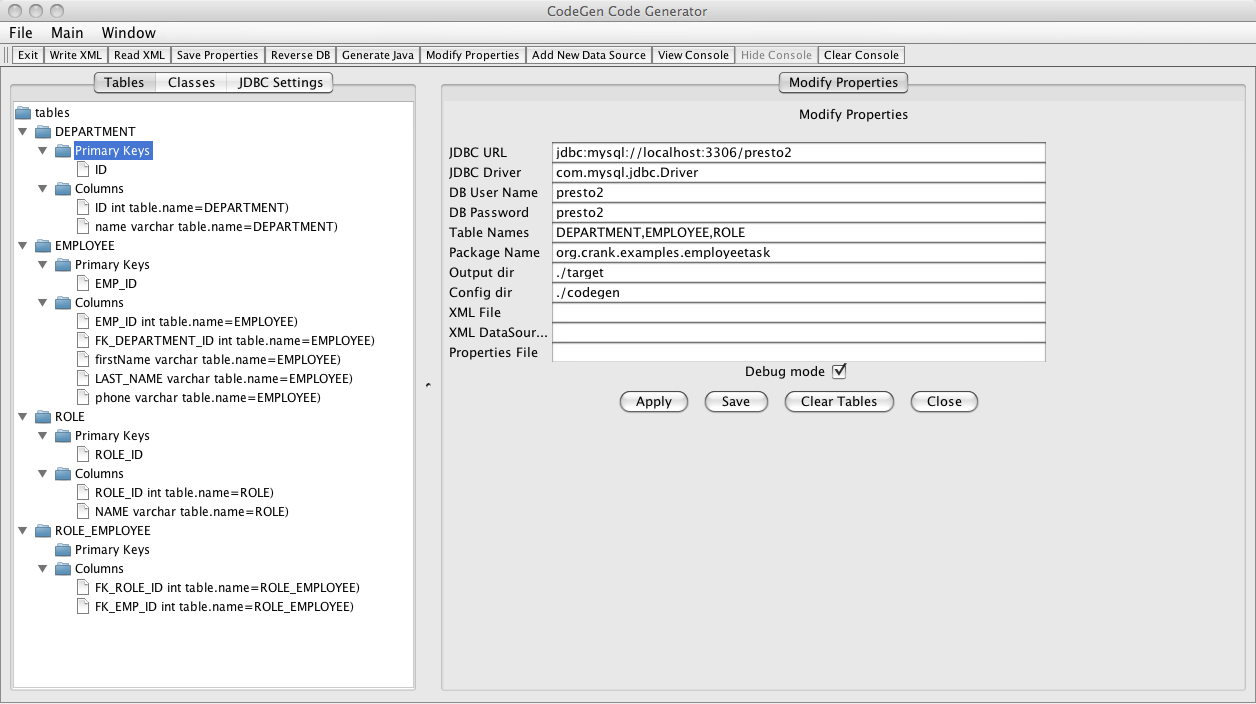 CodeGen Code Generator
File Main Window
Exit Write XML Read XML Save Properties Reverse DB Generate Java Modify Properties Add New Data Source View Console Hide Console Clear Console
Tables Classes JDBC Settings
tables
DEPARTMENT
Primary Keys
ID
Columns
ID int table.name=DEPARTMENT)
name varchar table.name=DEPARTMENT)
EMPLOYEE
Primary Keys
EMP_ID
Columns
EMP_ID int table.name=EMPLOYEE)
FK_DEPARTMENT_ID int table.name=EMPLOYEE)
firstName varchar table.name=EMPLOYEE)
LAST_NAME varchar table.name=EMPLOYEE)
phone varchar table.name=EMPLOYEE)
ROLE
Primary Keys
ROLE_ID
Columns
ROLE_ID int table.name=ROLE)
NAME varchar table.name=ROLE)
ROLE_EMPLOYEE
Primary Keys
Columns
FK_ROLE_ID int table.name=ROLE_EMPLOYEE)
FK_EMP_ID int table.name=ROLE_EMPLOYEE)
Modify Properties
Modify Properties
JDBC URL jdbc:mysql://localhost:3306/presto2
JDBC Driver com.mysql.jdbc.Driver
DB User Name presto2
DB Password presto2
Table Names DEPARTMENT,EMPLOYEE,ROLE
Package Name org.crank.examples.employeetask
Output dir ./target
Config dir ./codegen
XML File
XML DataSour...
Properties File
Debug mode
Apply Save Clear Tables Close